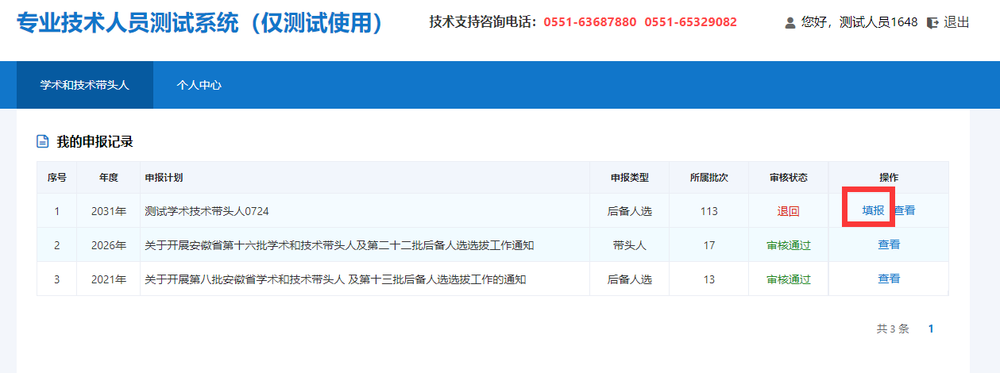 专业技术人员测试系统（仅测试使用） 技术支持咨询电话：0551-63687880 0551-65329082 您好，测试人员1648 退出
学术和技术带头人 个人中心
我的申报记录
序号 年度 申报计划 申报类型 所属批次 审核状态 操作
1 2031年 测试学术技术带头人0724 后备人选 113 退回 填报 查看
2 2026年 关于开展安徽省第十六批学术和技术带头人及第二十二批后备人选选拔工作通知 带头人 17 审核通过 查看
3 2021年 关于开展第八批安徽省学术和技术带头人 及第十三批后备人选选拔工作的通知 后备人选 13 审核通过 查看
共 3 条 1